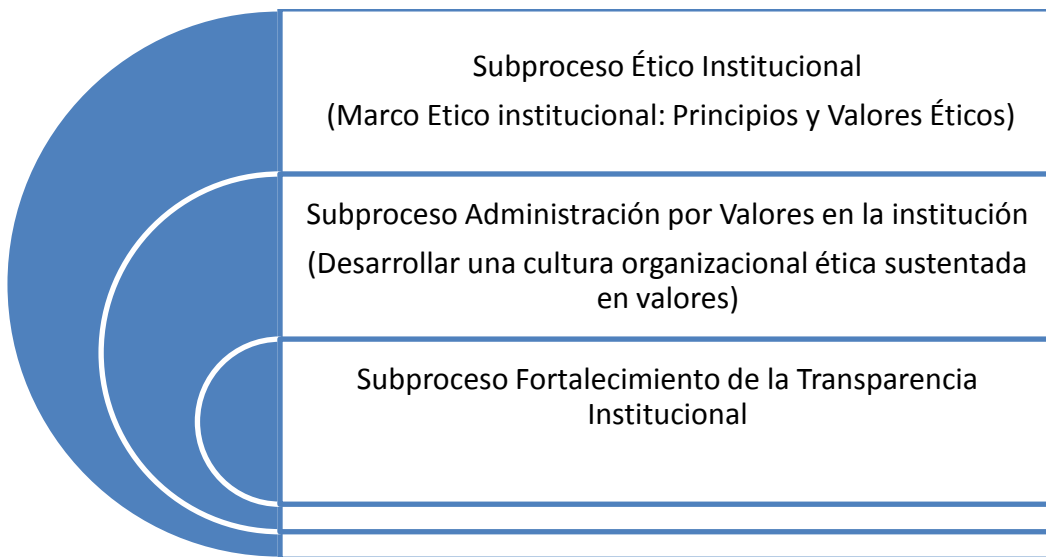 Subproceso Ético Institucional
(Marco Etico institucional: Principios y Valores Éticos)
Subproceso Administración por Valores en la institución
(Desarrollar una cultura organizacional ética sustentada
en valores)
Subproceso Fortalecimiento de la Transparencia
Institucional